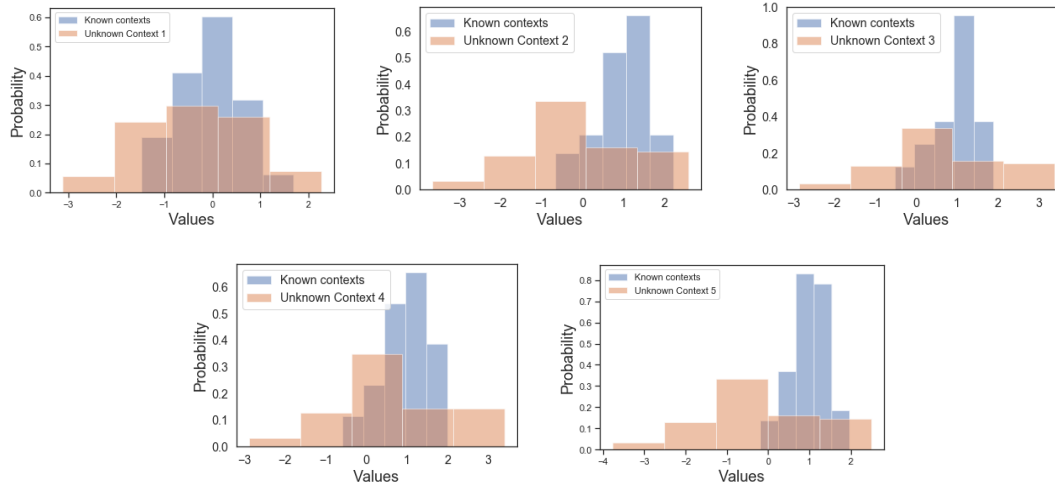 Known contexts
Unknown Context 1
Probability
0.6
0.5
0.4
0.3
0.2
0.1
0.0
−3 −2 −1 0 1 2
Values
Known contexts
Unknown Context 2
Probability
0.6
0.5
0.4
0.3
0.2
0.1
0.0
−3 −2 −1 0 1 2
Values
Known contexts
Unknown Context 3
Probability
1.0
0.8
0.6
0.4
0.2
0.0
−3 −2 −1 0 1 2 3
Values
Known contexts
Unknown Context 4
Probability
0.6
0.5
0.4
0.3
0.2
0.1
0.0
−3 −2 −1 0 1 2 3
Values
Known contexts
Unknown Context 5
Probability
0.8
0.7
0.6
0.5
0.4
0.3
0.2
0.1
0.0
−4 −3 −2 −1 0 1 2
Values